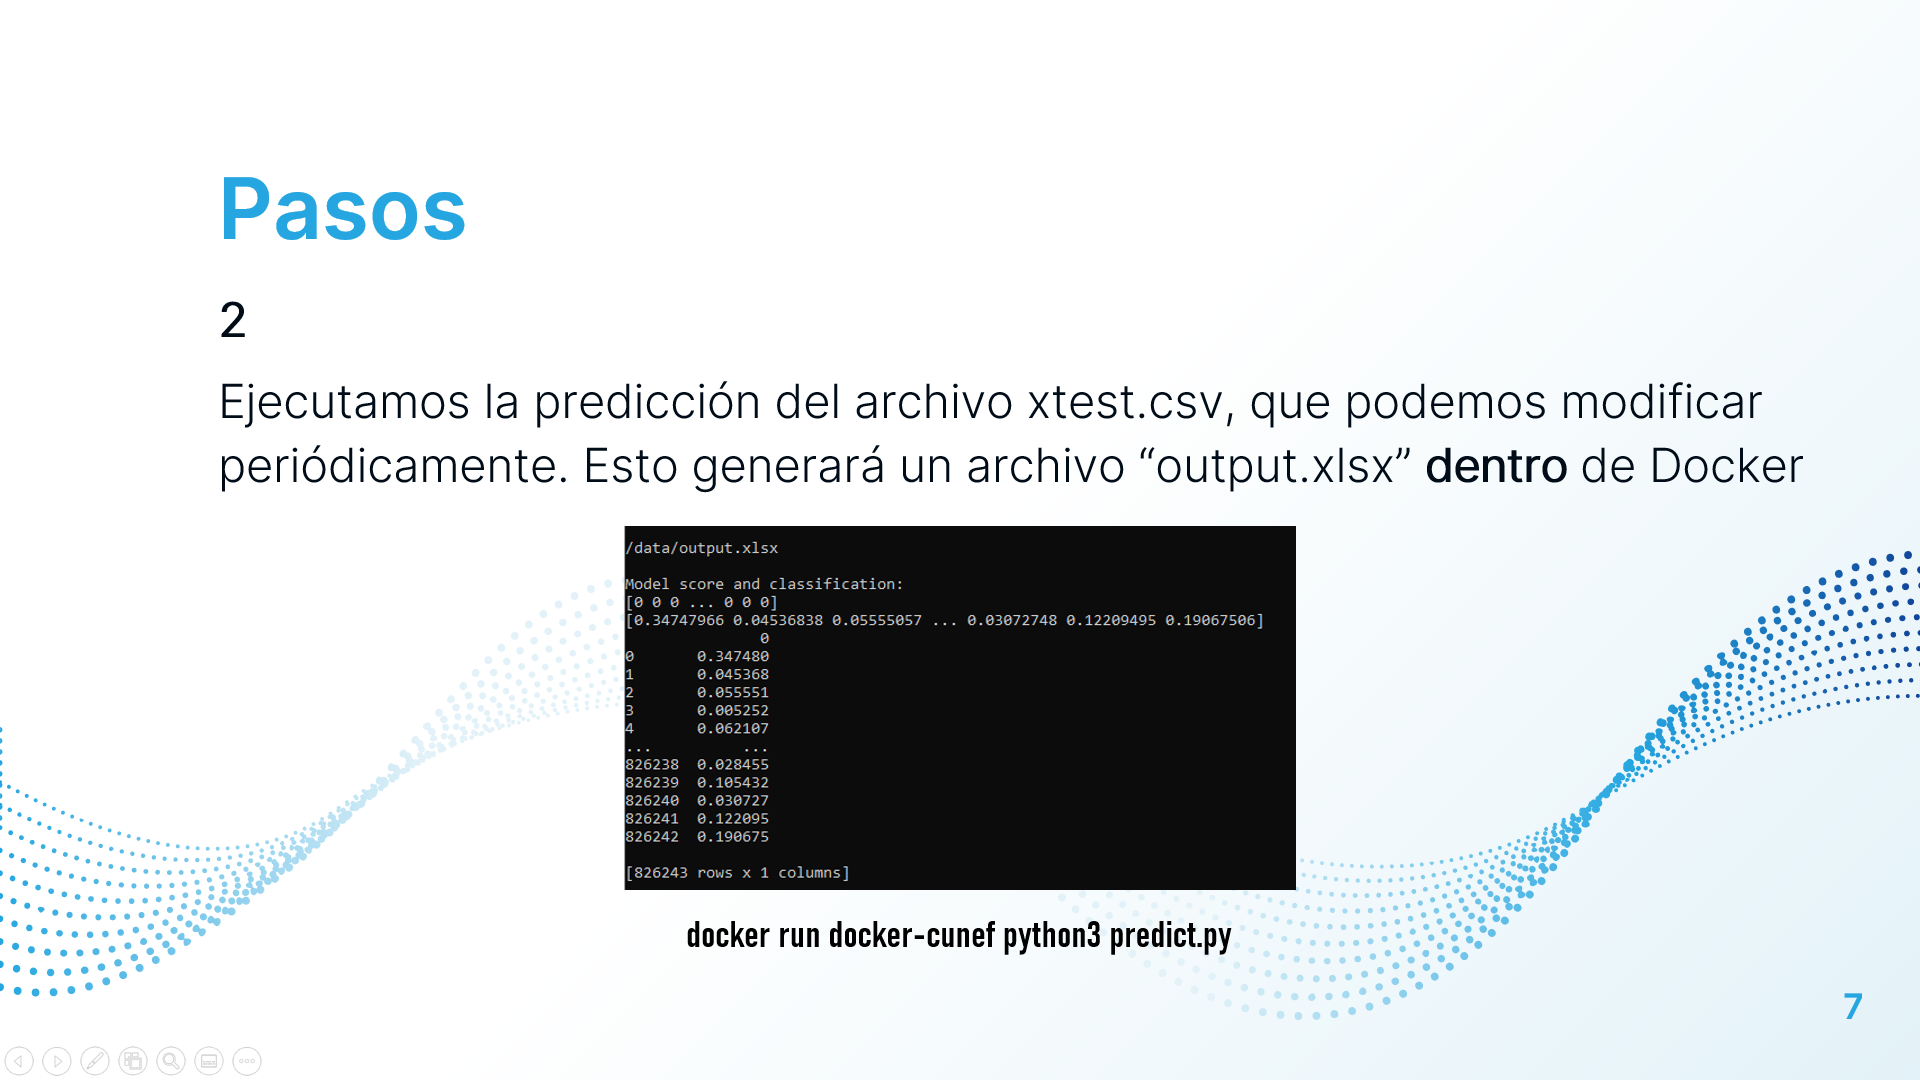 Pasos
2
Ejecutamos la predicción del archivo xtest.csv, que podemos modificar
periódicamente. Esto generará un archivo “output.xlsx” dentro de Docker
/data/output.xlsx
Model score and classification:
[0 0 0 ... 0 0 0]
[0.34747966 0.04536838 0.05555057 ... 0.03072748 0.12209495 0.19067506]
0
0 0.347480
1 0.045368
2 0.055551
3 0.005252
4 0.062107
... ...
826238 0.028455
826239 0.105432
826240 0.030727
826241 0.122095
826242 0.190675
[826243 rows x 1 columns]
docker run docker-cunef python3 predict.py
7